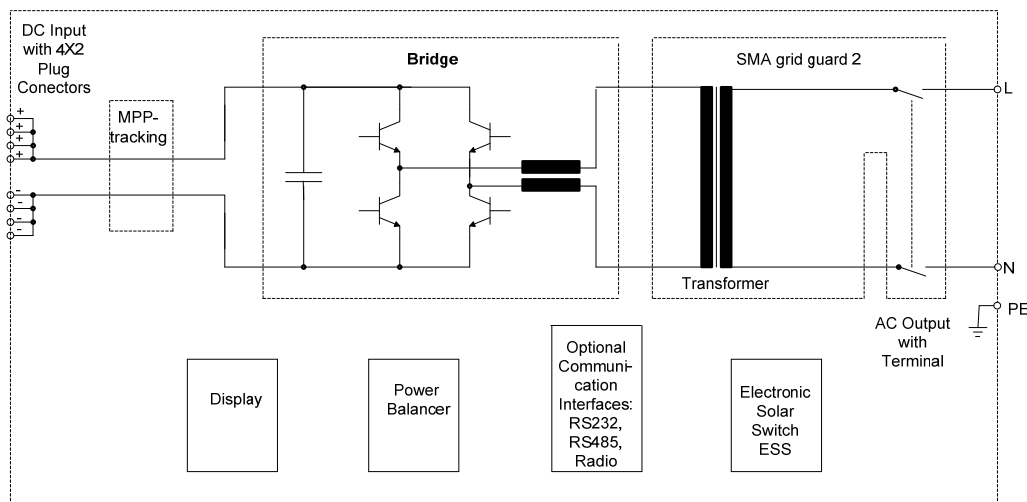 DC Input
with 4X2
Plug
Conectors
+
+
+
+
-
-
-
-
MPP-
tracking
Bridge
SMA grid guard 2
Transformer
L
N
PE
AC Output
with
Terminal
Display
Power
Balancer
Optional
Communi-
cation
Interfaces:
RS232,
RS485,
Radio
Electronic
Solar
Switch
ESS